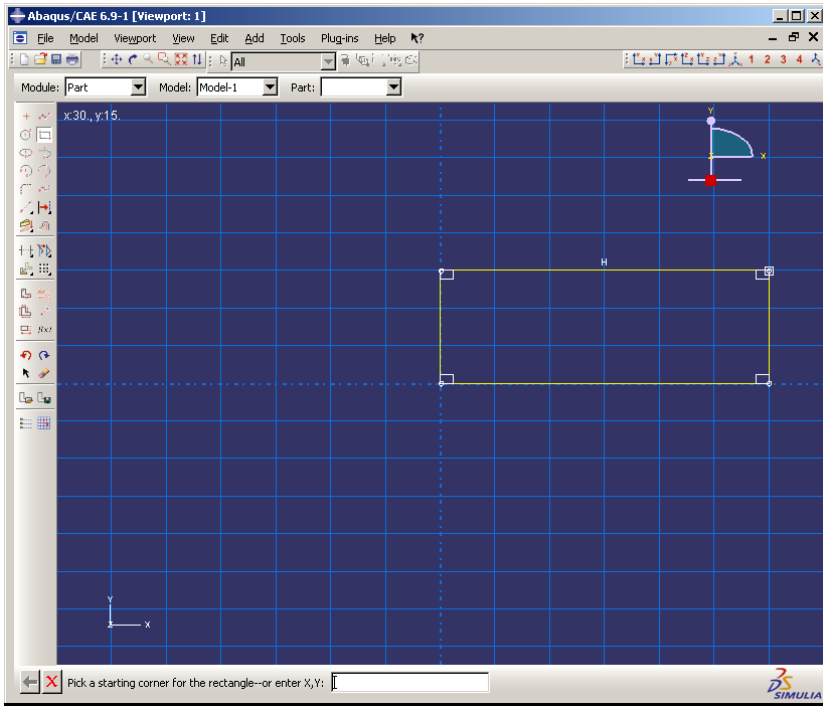 Abaqus/CAE 6.9-1 [Viewport: 1]
File Model Viewport View Edit Add Tools Plug-ins Help ?
All 1 2 3 4
Module: Part Model: Model-1 Part:
x:30., y:15.
Y
X
Z
H
f(x)
Y
Z X
Pick a starting corner for the rectangle--or enter X,Y:
SIMULIA